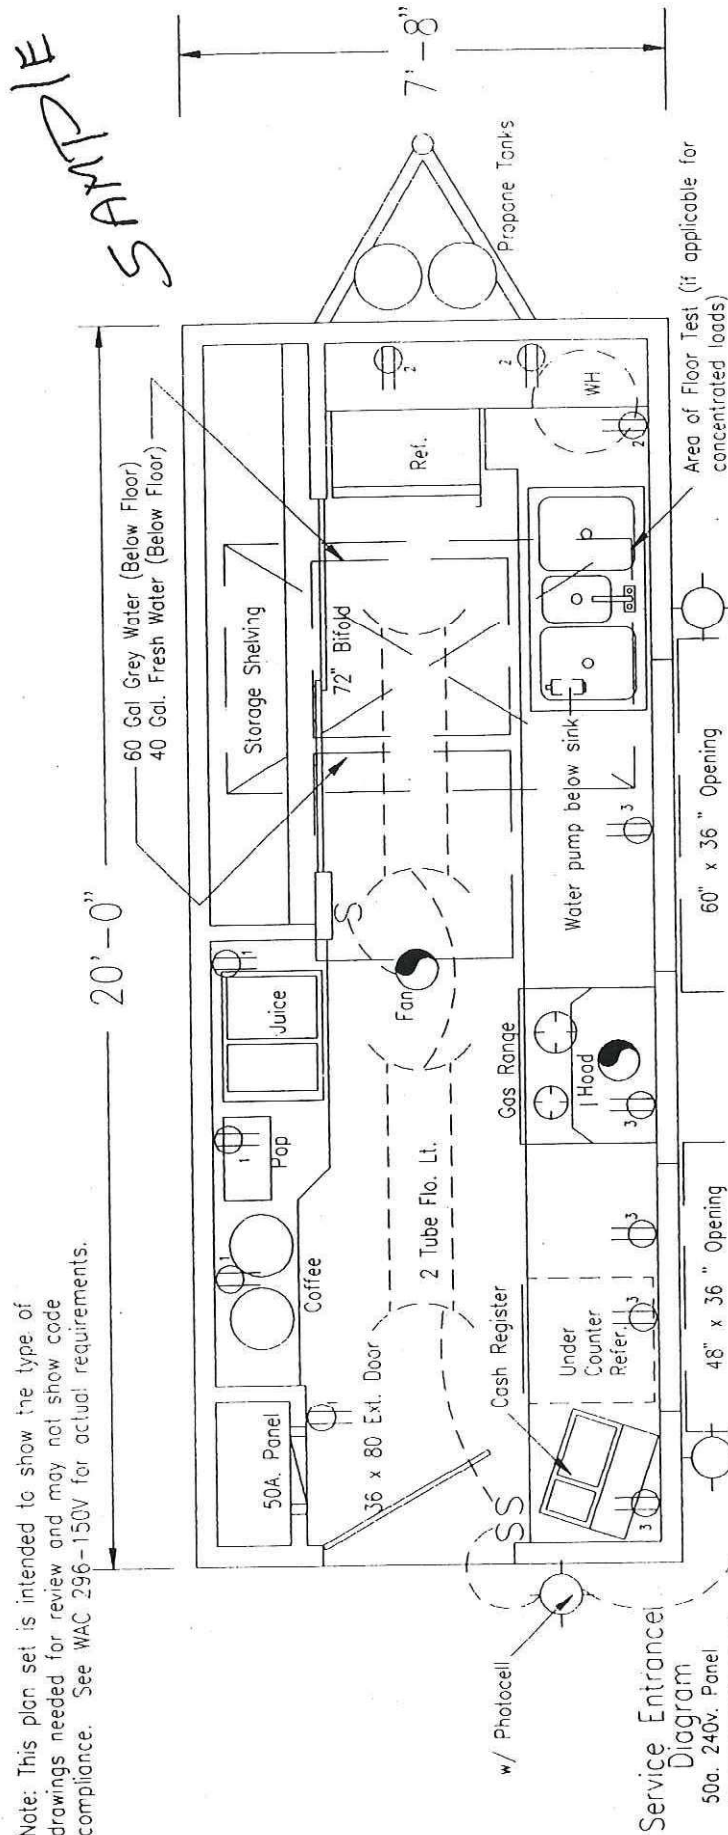 Note: This plan set is intended to show the type of
drawings needed for review and may not show code
compliance. See WAC 296-150V for actual requirements.
SAMPLE
20'-0"
7'-8"
60 Gal Grey Water (Below Floor)
40 Gal. Fresh Water (Below Floor)
Storage Shelving
72" Bifold
Ref.
2
2
WH
2
Propane Tanks
Area of Floor Test (if applicable for
concentrated loads)
Juice
1
Pop
1
Coffee
1
50A. Panel
1
36 x 80 Ext. Door
2 Tube Flo. Lt.
Fan
S
Gas Range
Hood
3
Water pump below sink
3
Cash Register
Under
Counter
Refer.
3
3
3
SS
w/ Photocell
48" x 36" Opening
60" x 36" Opening
Service Entrance
Diagram
50a. 240v. Panel